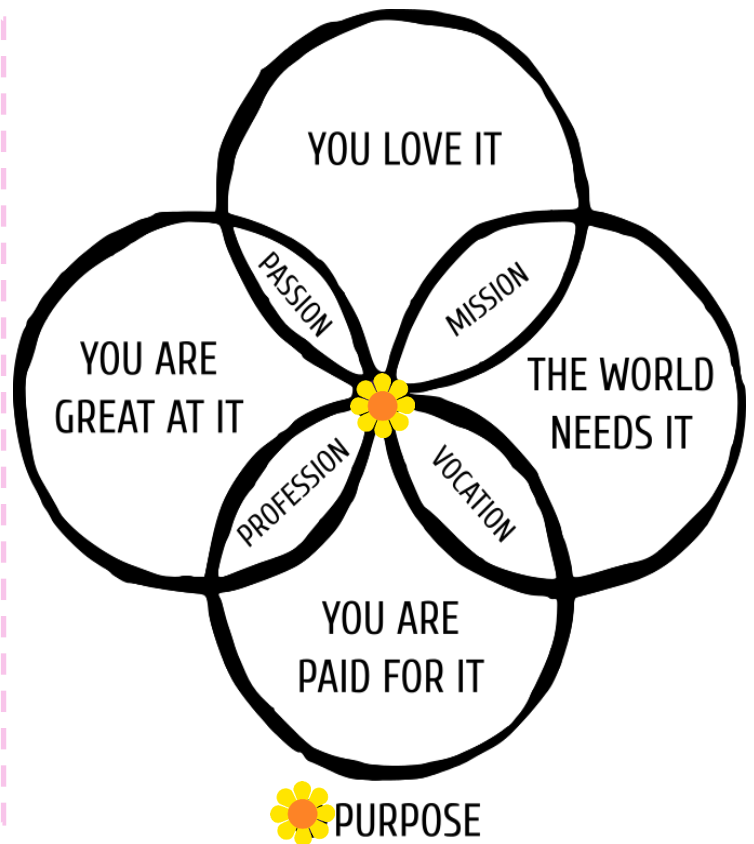 YOU LOVE IT
PASSION
MISSION
YOU ARE
GREAT AT IT
THE WORLD
NEEDS IT
PROFESSION
VOCATION
YOU ARE
PAID FOR IT
PURPOSE